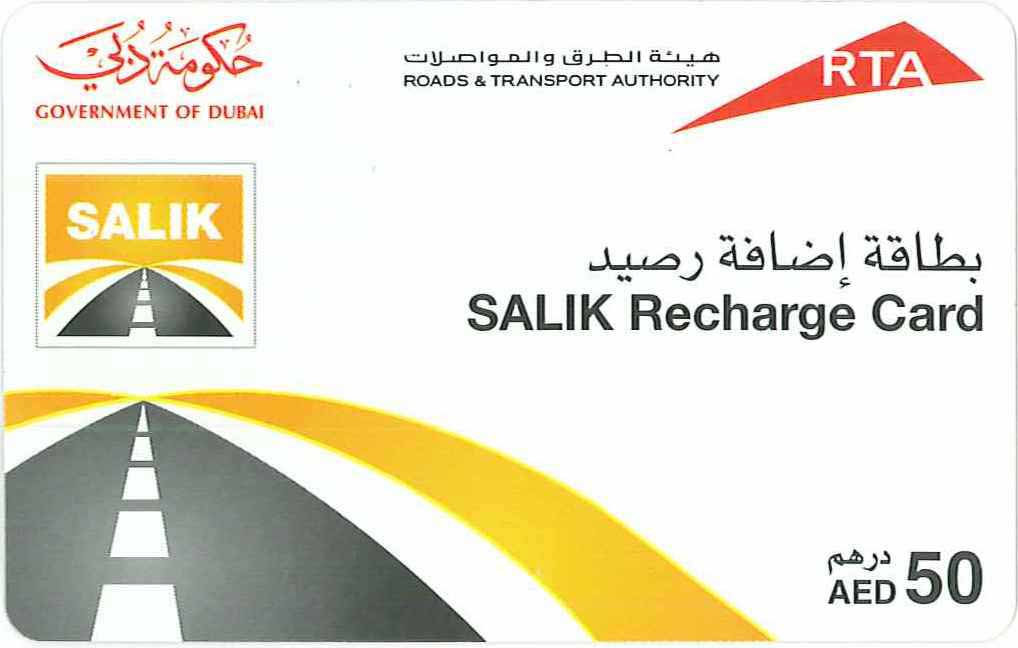 حكومة دبي
GOVERNMENT OF DUBAI
هيئة الطرق والمواصلات
ROADS & TRANSPORT AUTHORITY
RTA
SALIK
بطاقة إضافة رصيد
SALIK Recharge Card
درهم
AED 50